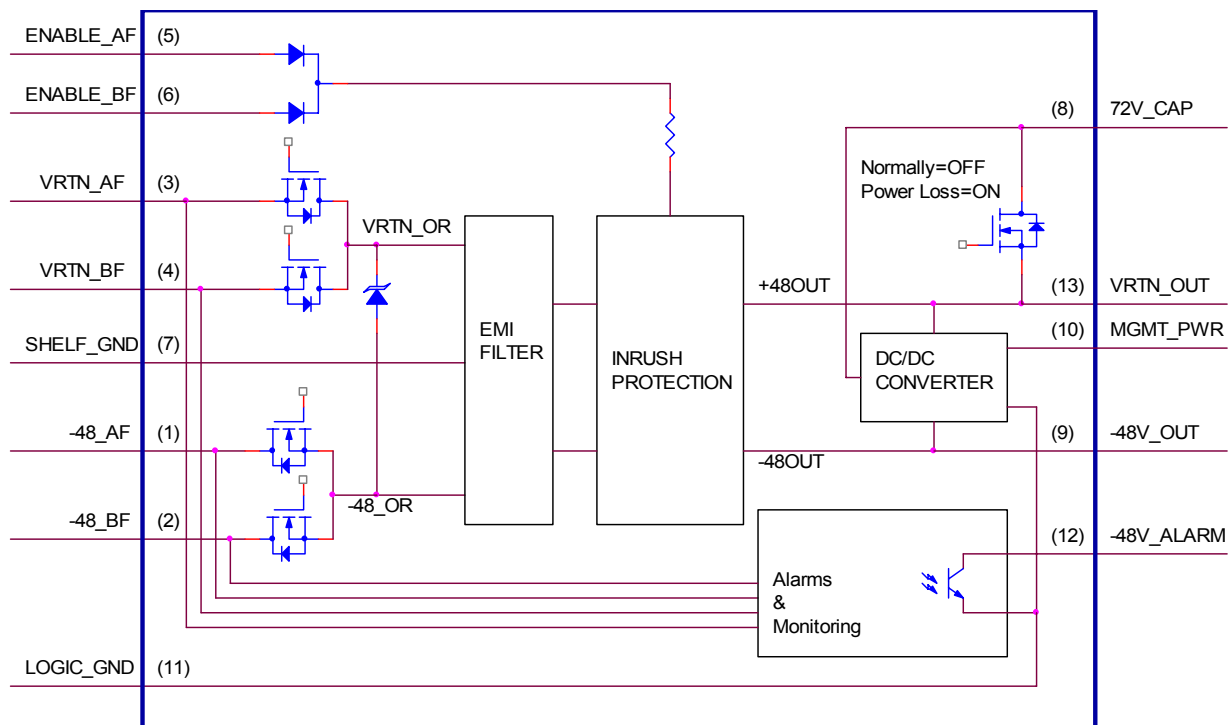 ENABLE_AF (5)
ENABLE_BF (6)
(8) 72V_CAP
Normally=OFF
Power Loss=ON
VRTN_AF (3)
VRTN_OR
VRTN_BF (4)
+48OUT
(13) VRTN_OUT
EMI
FILTER
INRUSH
PROTECTION
(10) MGMT_PWR
SHELF_GND (7)
DC/DC
CONVERTER
-48_AF (1)
(9) -48V_OUT
-48OUT
-48_OR
-48_BF (2)
(12) -48V_ALARM
Alarms
&
Monitoring
LOGIC_GND (11)